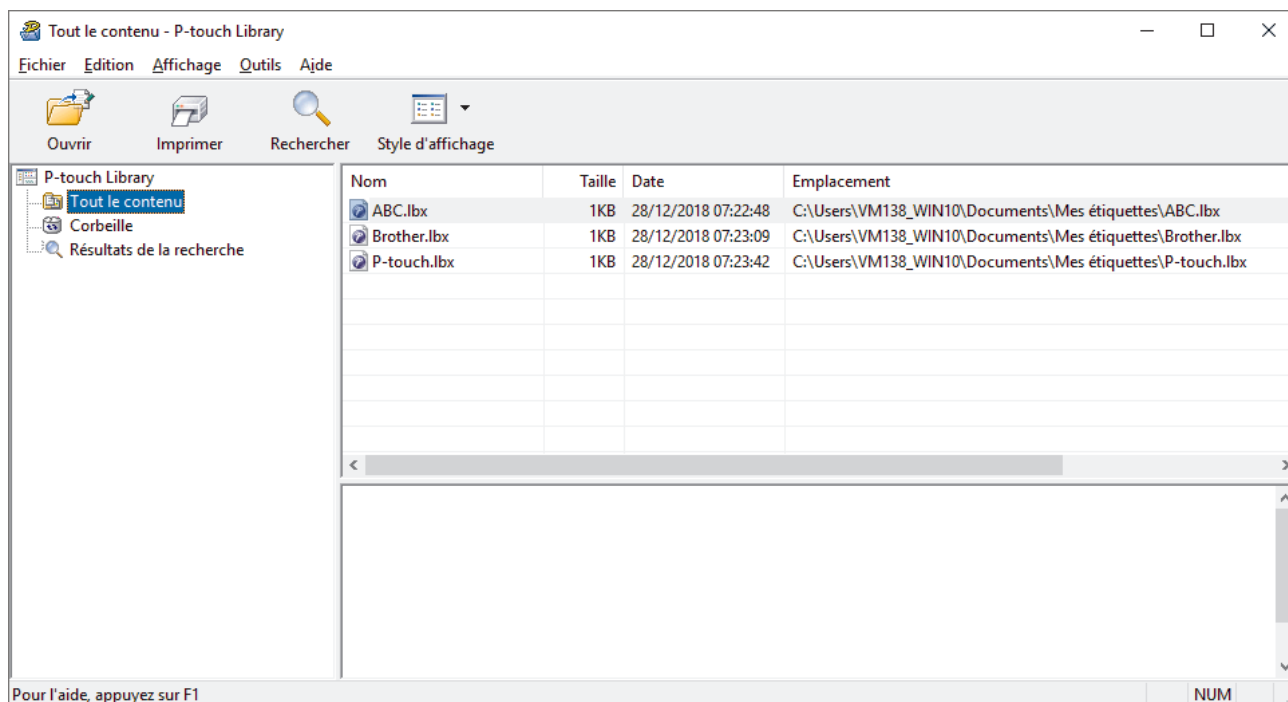 Tout le contenu - P-touch Library
Fichier Edition Affichage Outils Aide
Ouvrir Imprimer Rechercher Style d'affichage
P-touch Library
Tout le contenu
Corbeille
Résultats de la recherche
Nom Taille Date Emplacement
ABC.lbx 1KB 28/12/2018 07:22:48 C:\Users\VM138_WIN10\Documents\Mes étiquettes\ABC.lbx
Brother.lbx 1KB 28/12/2018 07:23:09 C:\Users\VM138_WIN10\Documents\Mes étiquettes\Brother.lbx
P-touch.lbx 1KB 28/12/2018 07:23:42 C:\Users\VM138_WIN10\Documents\Mes étiquettes\P-touch.lbx
Pour l'aide, appuyez sur F1 NUM